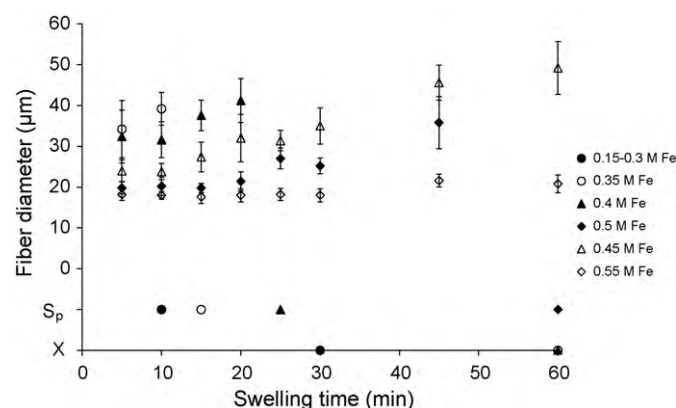 60
50
40
30
20
10
0
S_p
X
Fiber diameter (µm)
0 10 20 30 40 50 60
Swelling time (min)
0.15-0.3 M Fe
0.35 M Fe
0.4 M Fe
0.5 M Fe
0.45 M Fe
0.55 M Fe